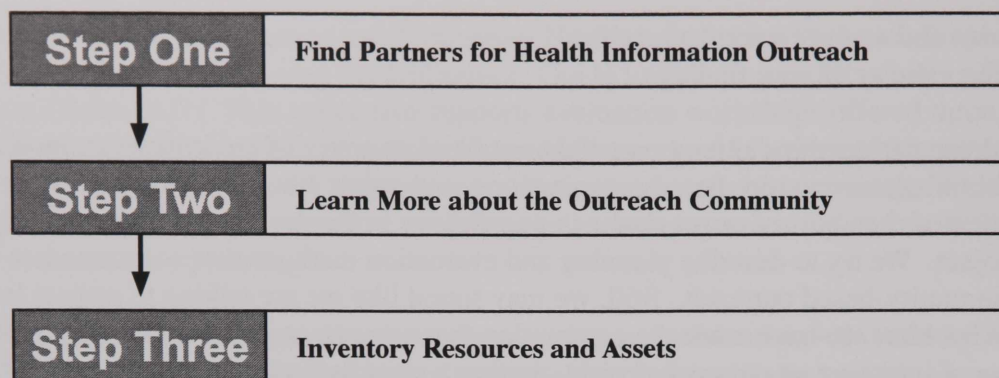 Step One
Find Partners for Health Information Outreach
Step Two
Learn More about the Outreach Community
Step Three
Inventory Resources and Assets